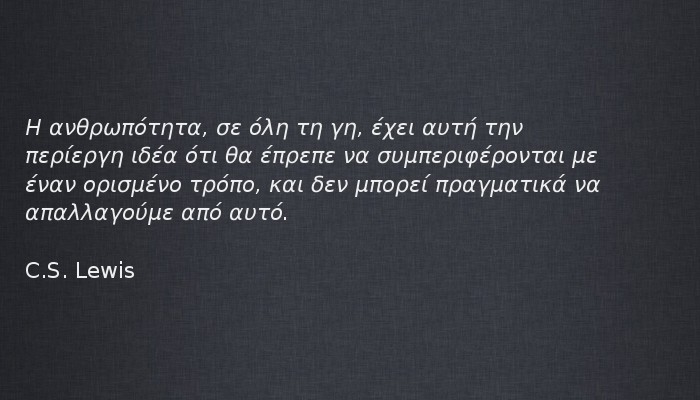 Η ανθρωπότητα, σε όλη τη γη, έχει αυτή την
περίεργη ιδέα ότι θα έπρεπε να συμπεριφέρονται με
έναν ορισμένο τρόπο, και δεν μπορεί πραγματικά να
απαλλαγούμε από αυτό.
C.S. Lewis